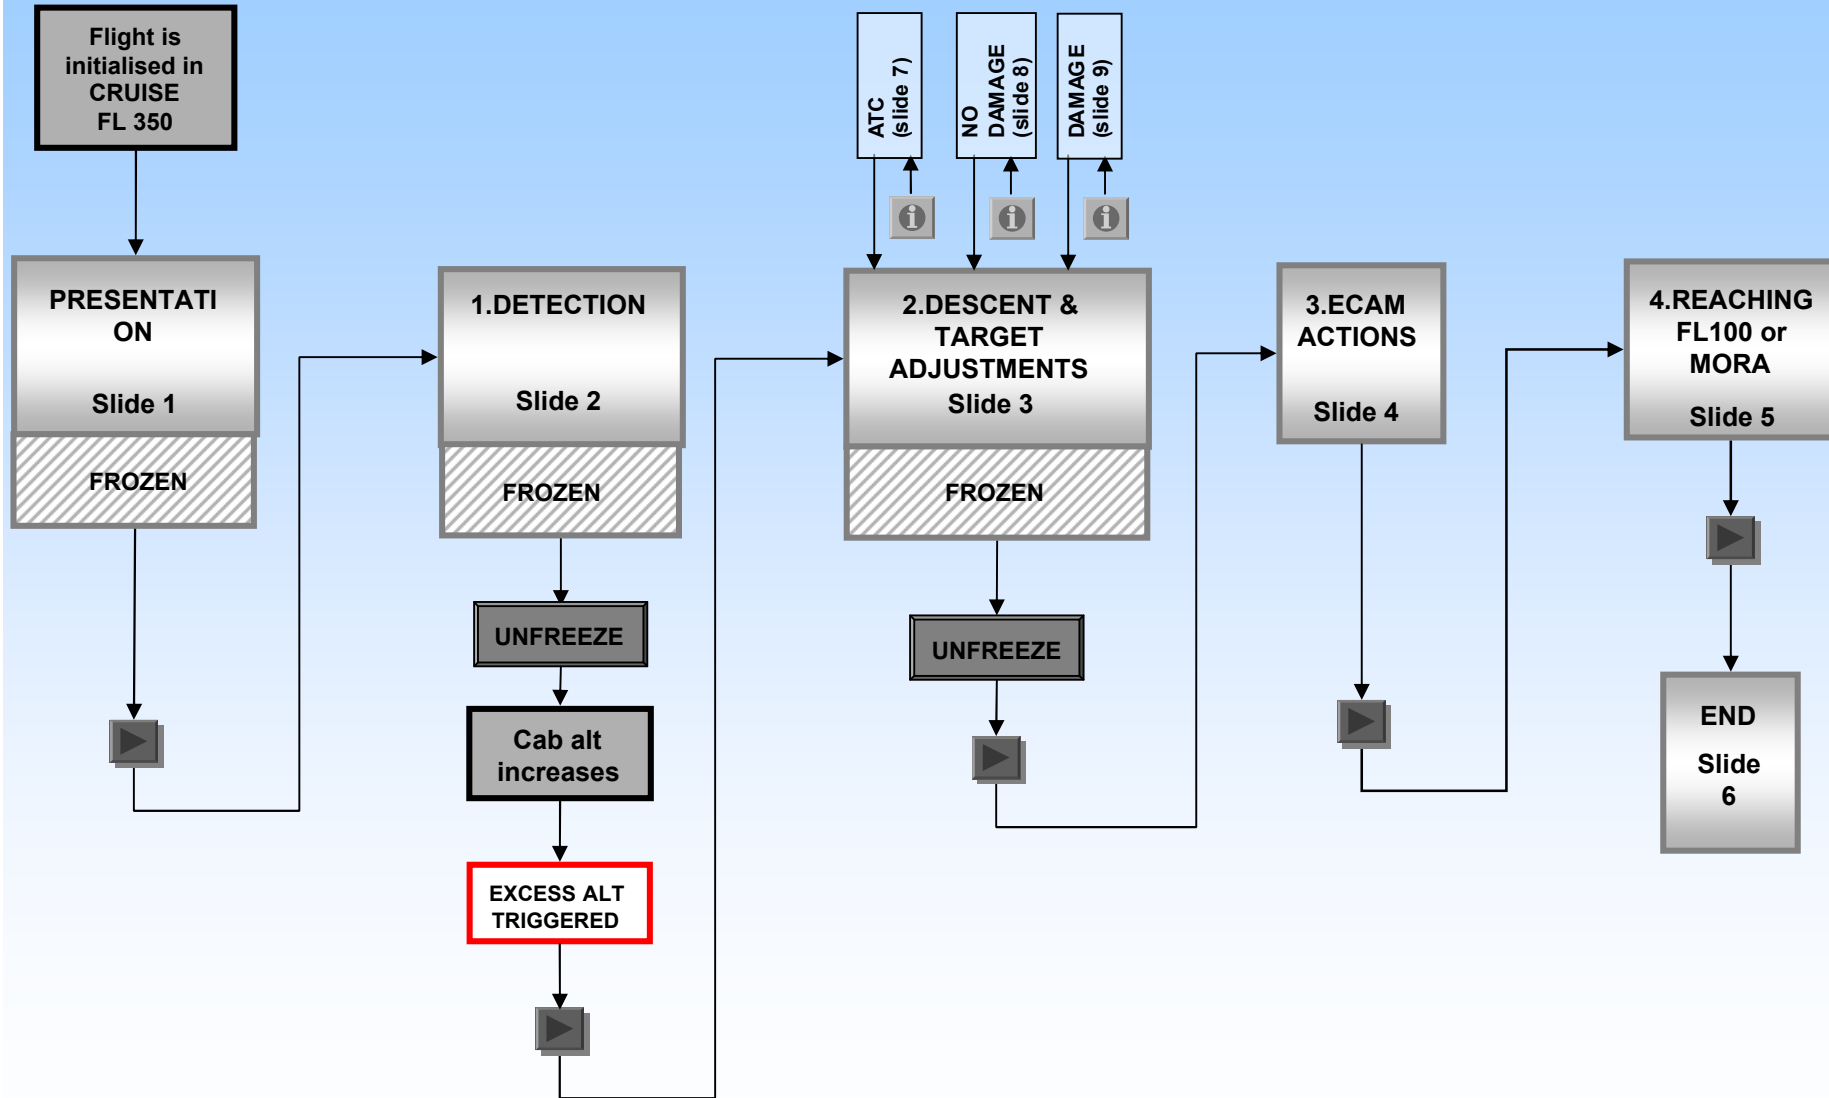 Flight is
initialised in
CRUISE
FL 350
ATC
(slide 7)
NO
DAMAGE
(slide 8)
DAMAGE
(slide 9)
PRESENTATI
ON
Slide 1
FROZEN
1.DETECTION
Slide 2
FROZEN
UNFREEZE
Cab alt
increases
EXCESS ALT
TRIGGERED
2.DESCENT &
TARGET
ADJUSTMENTS
Slide 3
FROZEN
UNFREEZE
3.ECAM
ACTIONS
Slide 4
4.REACHING
FL100 or
MORA
Slide 5
END
Slide
6